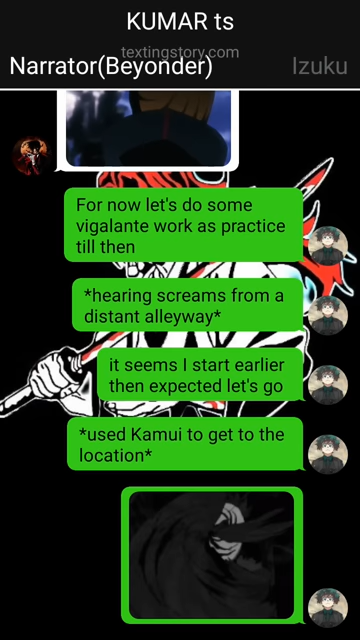 KUMAR ts
textingstory.com
Narrator(Beyonder) Izuku
For now let's do some
vigalante work as practice
till then
*hearing screams from a
distant alleyway*
it seems I start earlier
then expected let's go
*used Kamui to get to the
location*